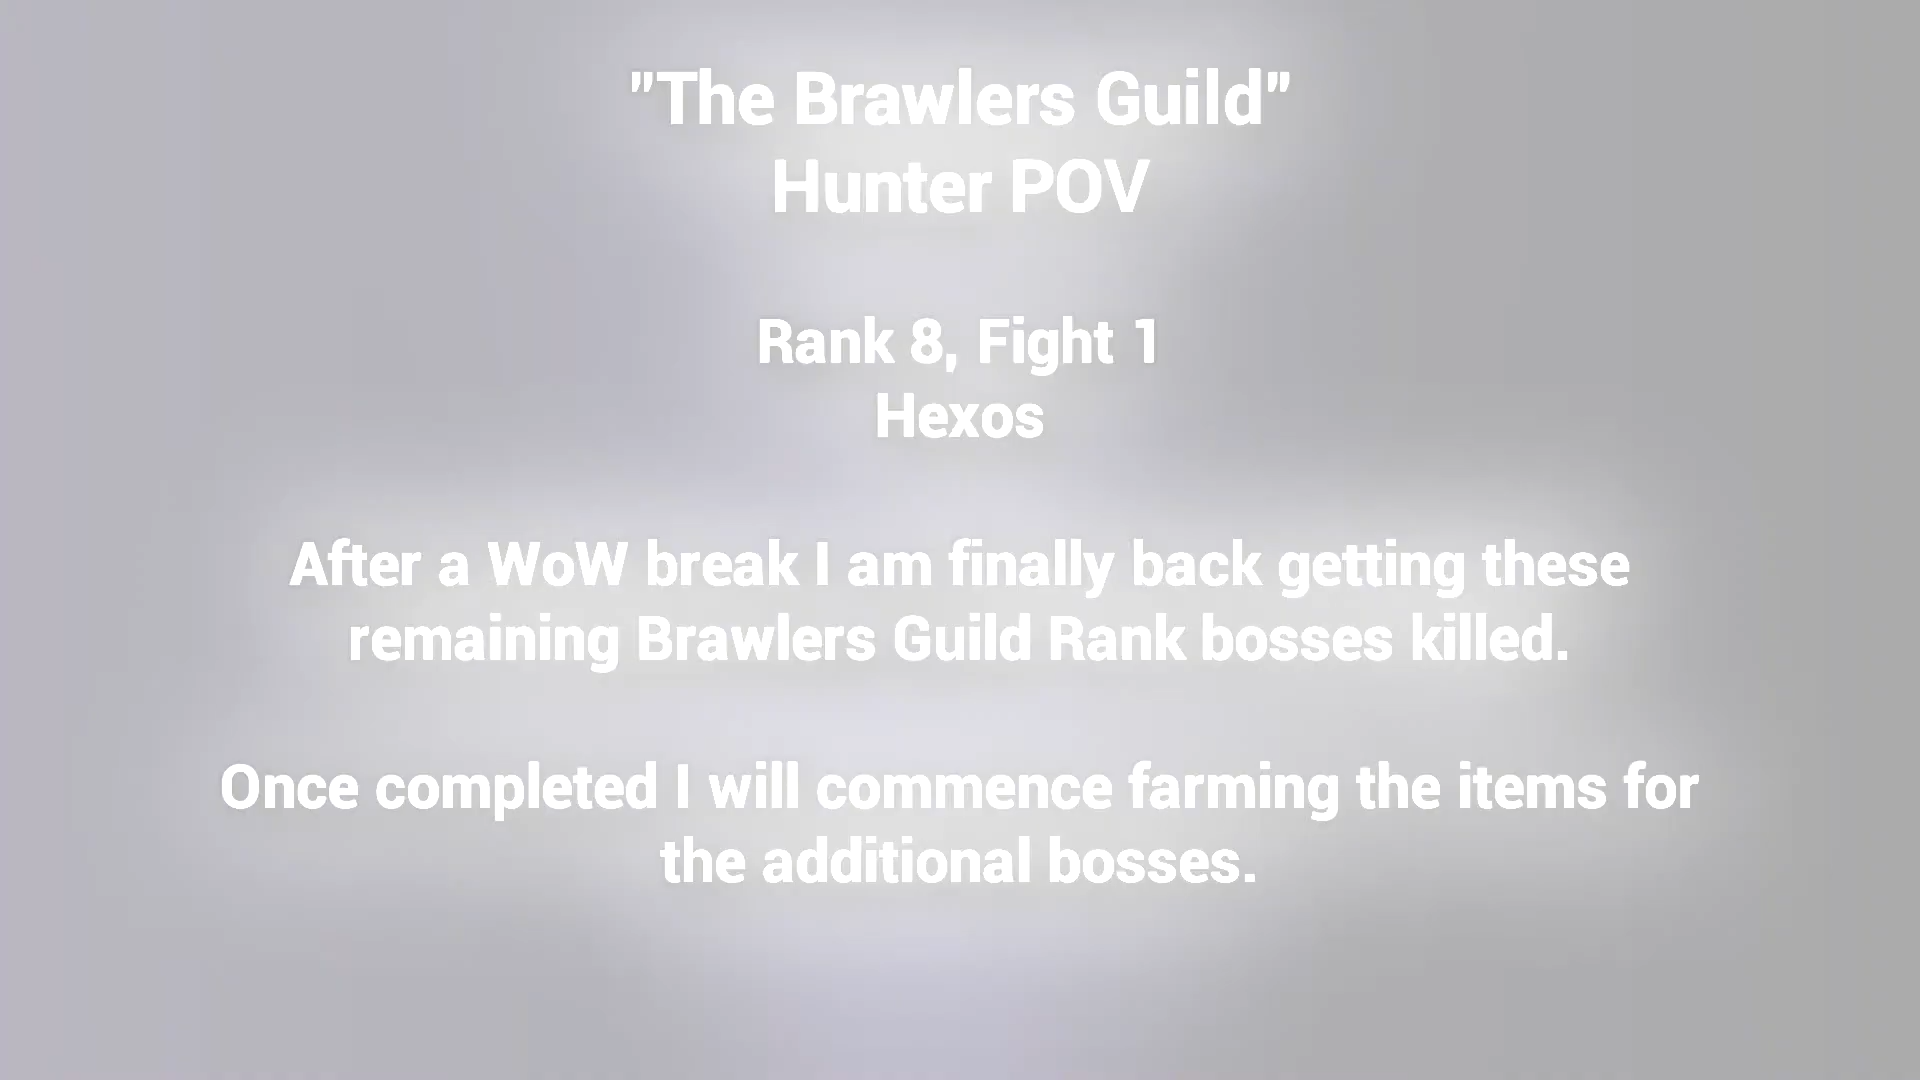 "The Brawlers Guild"
Hunter POV
Rank 8, Fight 1
Hexos
After a WoW break I am finally back getting these
remaining Brawlers Guild Rank bosses killed.
Once completed I will commence farming the items for
the additional bosses.